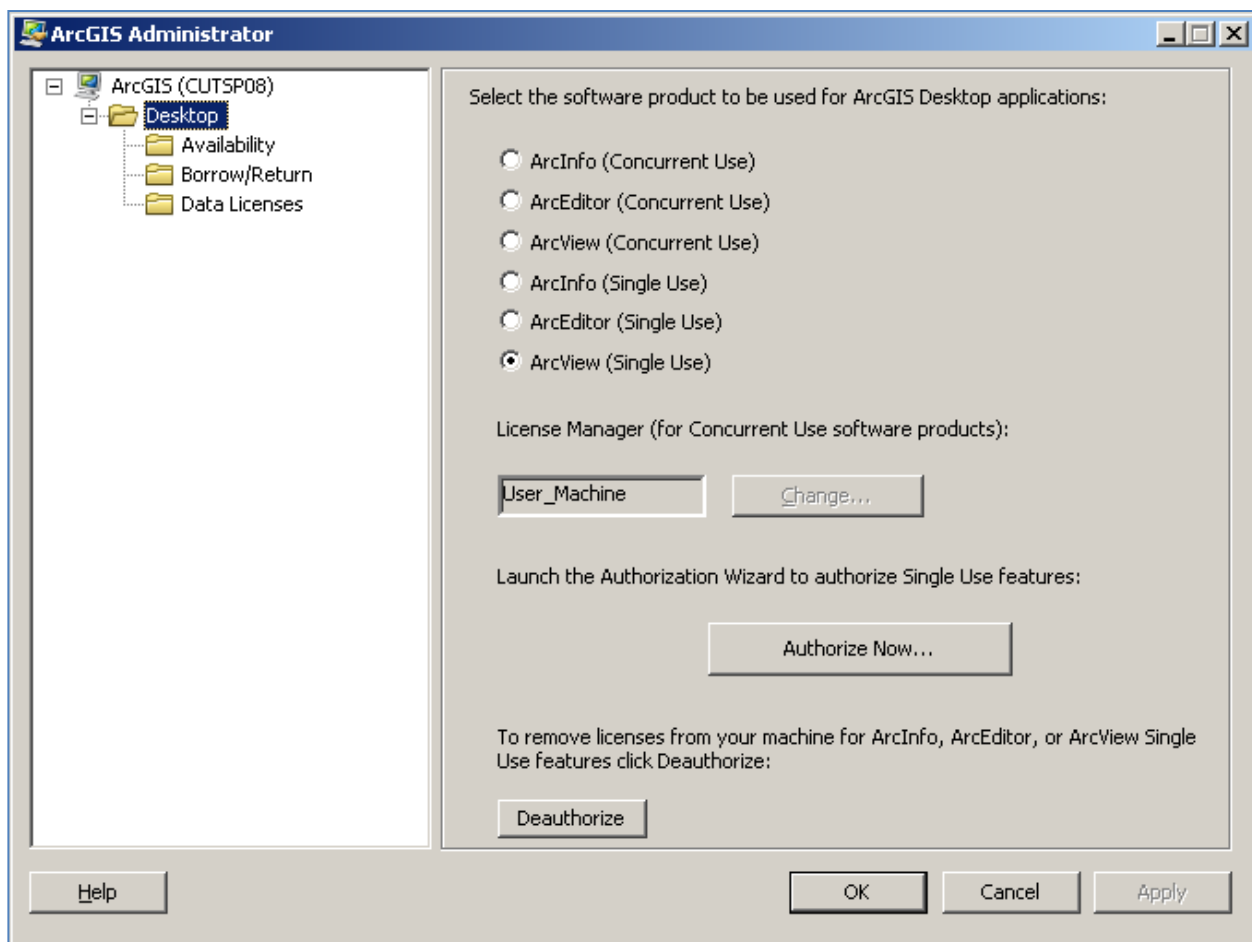 ArcGIS Administrator
ArcGIS (CUTSP08)
Desktop
Availability
Borrow/Return
Data Licenses
Select the software product to be used for ArcGIS Desktop applications:
ArcInfo (Concurrent Use)
ArcEditor (Concurrent Use)
ArcView (Concurrent Use)
ArcInfo (Single Use)
ArcEditor (Single Use)
ArcView (Single Use)
License Manager (for Concurrent Use software products):
User_Machine
Change...
Launch the Authorization Wizard to authorize Single Use features:
Authorize Now...
To remove licenses from your machine for ArcInfo, ArcEditor, or ArcView Single
Use features click Deauthorize:
Deauthorize
Help
OK
Cancel
Apply